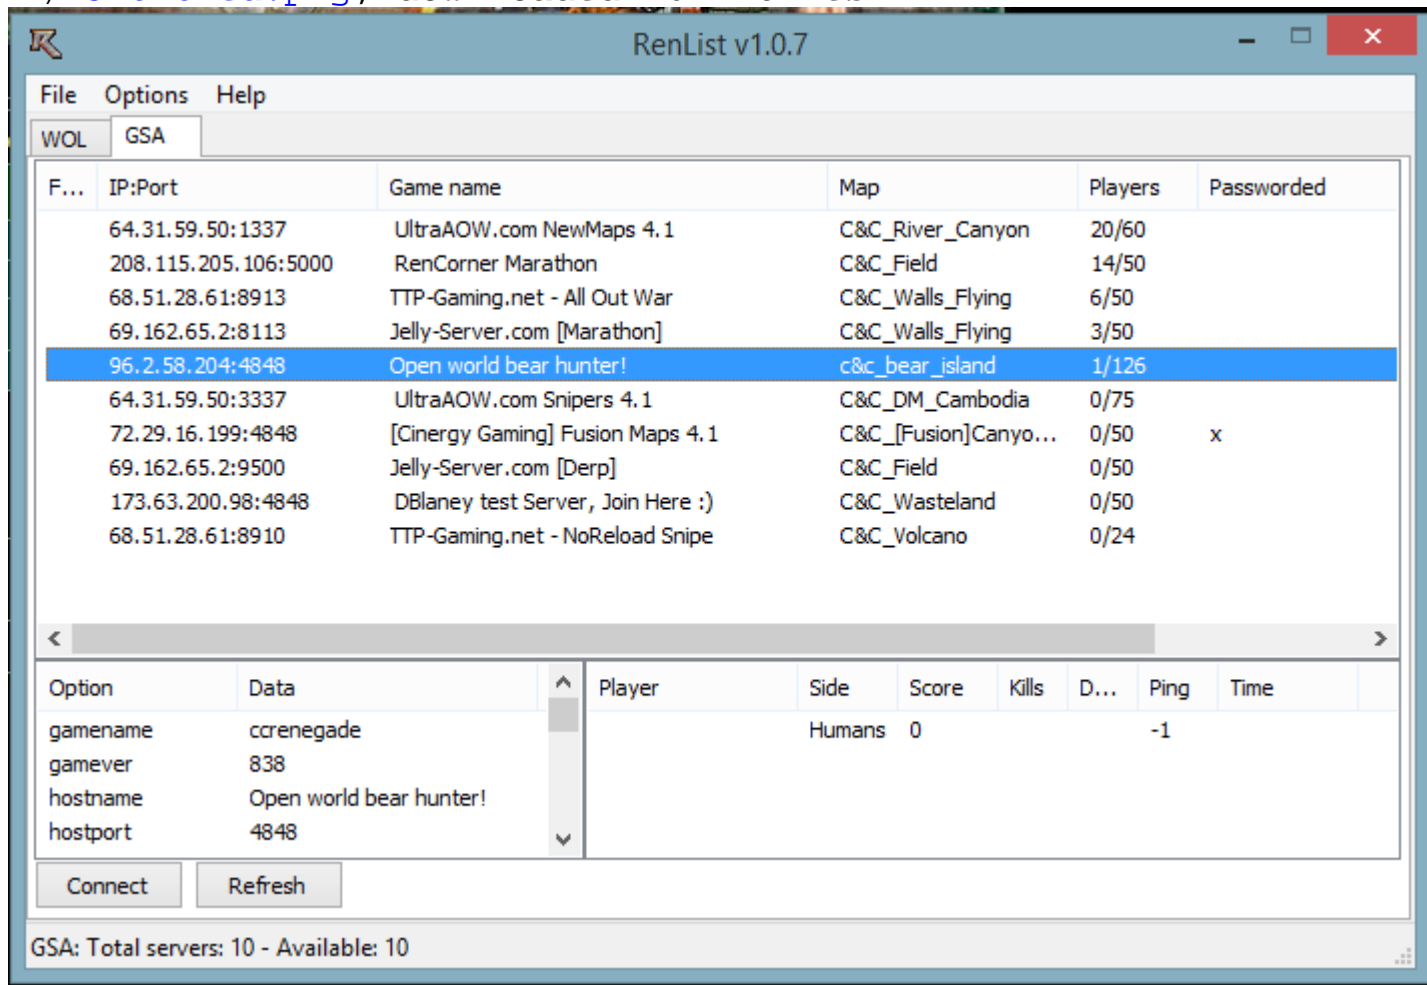 RenList v1.0.7
File Options Help
WOL GSA
F... IP:Port Game name Map Players Passworded
64.31.59.50:1337 UltraAOW.com NewMaps 4.1 C&C_River_Canyon 20/60
208.115.205.106:5000 RenCorner Marathon C&C_Field 14/50
68.51.28.61:8913 TTP-Gaming.net - All Out War C&C_Walls_Flying 6/50
69.162.65.2:8113 Jelly-Server.com [Marathon] C&C_Walls_Flying 3/50
96.2.58.204:4848 Open world bear hunter! c&c_bear_island 1/126
64.31.59.50:3337 UltraAOW.com Snipers 4.1 C&C_DM_Cambodia 0/75
72.29.16.199:4848 [Cinergy Gaming] Fusion Maps 4.1 C&C_[Fusion]Canyo... 0/50 x
69.162.65.2:9500 Jelly-Server.com [Derp] C&C_Field 0/50
173.63.200.98:4848 DBlaney test Server, Join Here :) C&C_Wasteland 0/50
68.51.28.61:8910 TTP-Gaming.net - NoReload Snipe C&C_Volcano 0/24
Option Data Player Side Score Kills D... Ping Time
gamename ccrenegade Humans 0 -1
gamever 838
hostname Open world bear hunter!
hostport 4848
Connect Refresh
GSA: Total servers: 10 - Available: 10